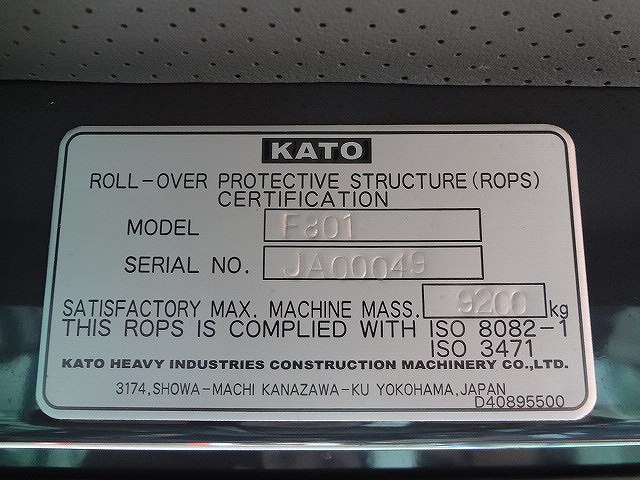 KATO
ROLL-OVER PROTECTIVE STRUCTURE (ROPS)
CERTIFICATION
MODEL F801
SERIAL NO. JA00049
SATISFACTORY MAX. MACHINE MASS. 9200 kg
THIS ROPS IS COMPLIED WITH ISO 8082-1
ISO 3471
KATO HEAVY INDUSTRIES CONSTRUCTION MACHINERY CO.,LTD.
3174,SHOWA-MACHI KANAZAWA-KU YOKOHAMA,JAPAN
D40895500